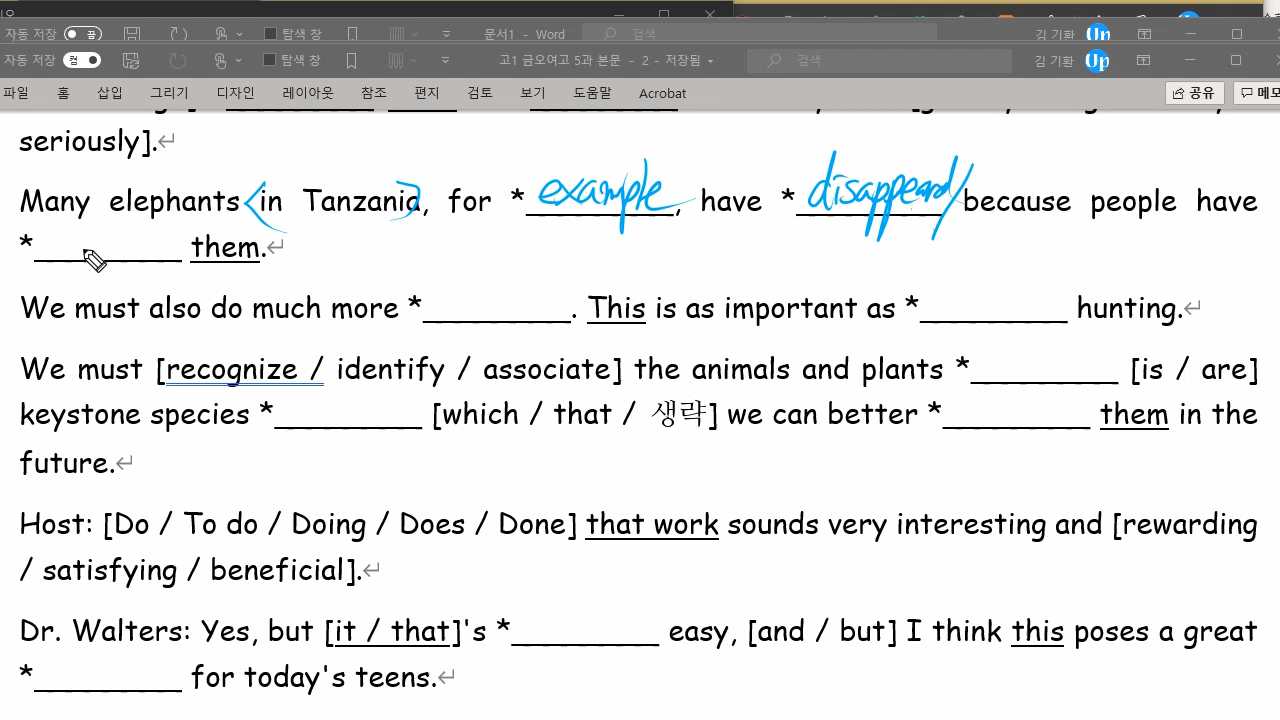 자동 저장 끔 탐색 창 문서1 - Word 검색 김 기환
자동 저장 켬 탐색 창 고1 금오여고 5과 본문 - 2 - 저장됨 검색 김 기환 Up
파일 홈 삽입 그리기 디자인 레이아웃 참조 편지 검토 보기 도움말 Acrobat 공유 메모
seriously].↵
Many elephants <in Tanzania>, for *example, have *disappeared/ because people have
*_________ them.↵
We must also do much more *_________. This is as important as *_________ hunting.↵
We must [recognize / identify / associate] the animals and plants *_________ [is / are]
keystone species *_________ [which / that / 생략] we can better *_________ them in the
future.↵
Host: [Do / To do / Doing / Does / Done] that work sounds very interesting and [rewarding
/ satisfying / beneficial].↵
Dr. Walters: Yes, but [it / that]'s *_________ easy, [and / but] I think this poses a great
*_________ for today's teens.↵